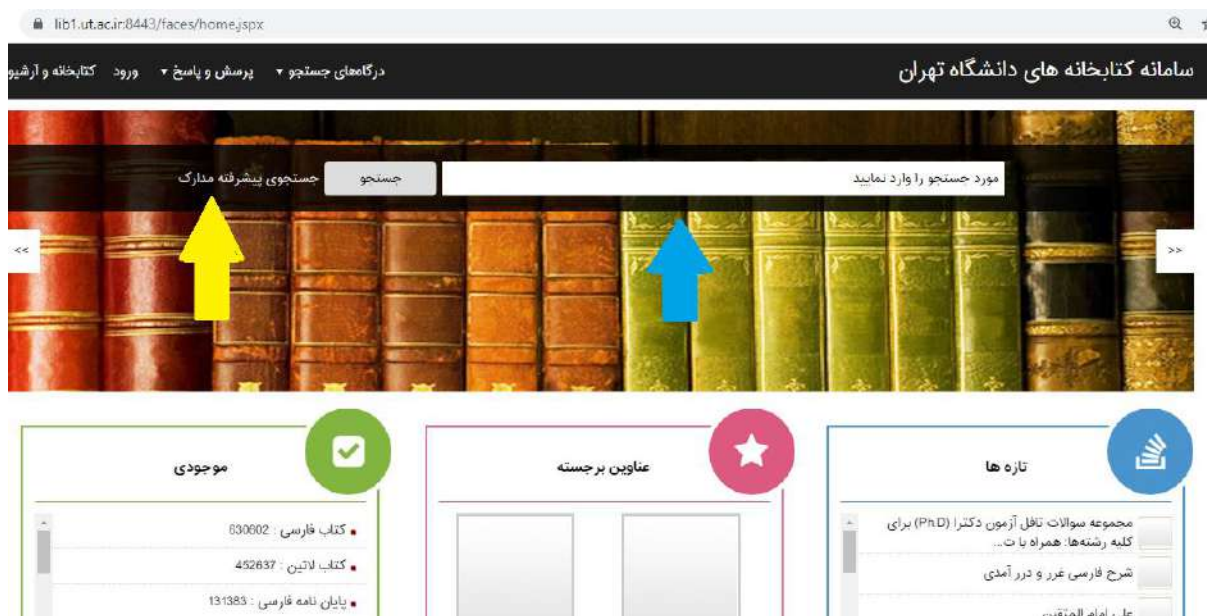 lib1.ut.ac.ir:8443/faces/home.jspx
سامانه کتابخانه های دانشگاه تهران
درگاههای جستجو ▾ پرسش و پاسخ ▾ ورود کتابخانه و آرشیو
مورد جستجو را وارد نمایید
جستجو
جستجوی پیشرفته مدارک
>>
<<
تازه ها
مجموعه سوالات تافل آزمون دکترا (Ph.D) برای
کلیه رشته‌ها: همراه با ت...
شرح فارسی غرر و درر آمدی
علی امام المتقین
عناوین برجسته
موجودی
کتاب فارسی : 630602
کتاب لاتین : 452637
پایان نامه فارسی : 131383